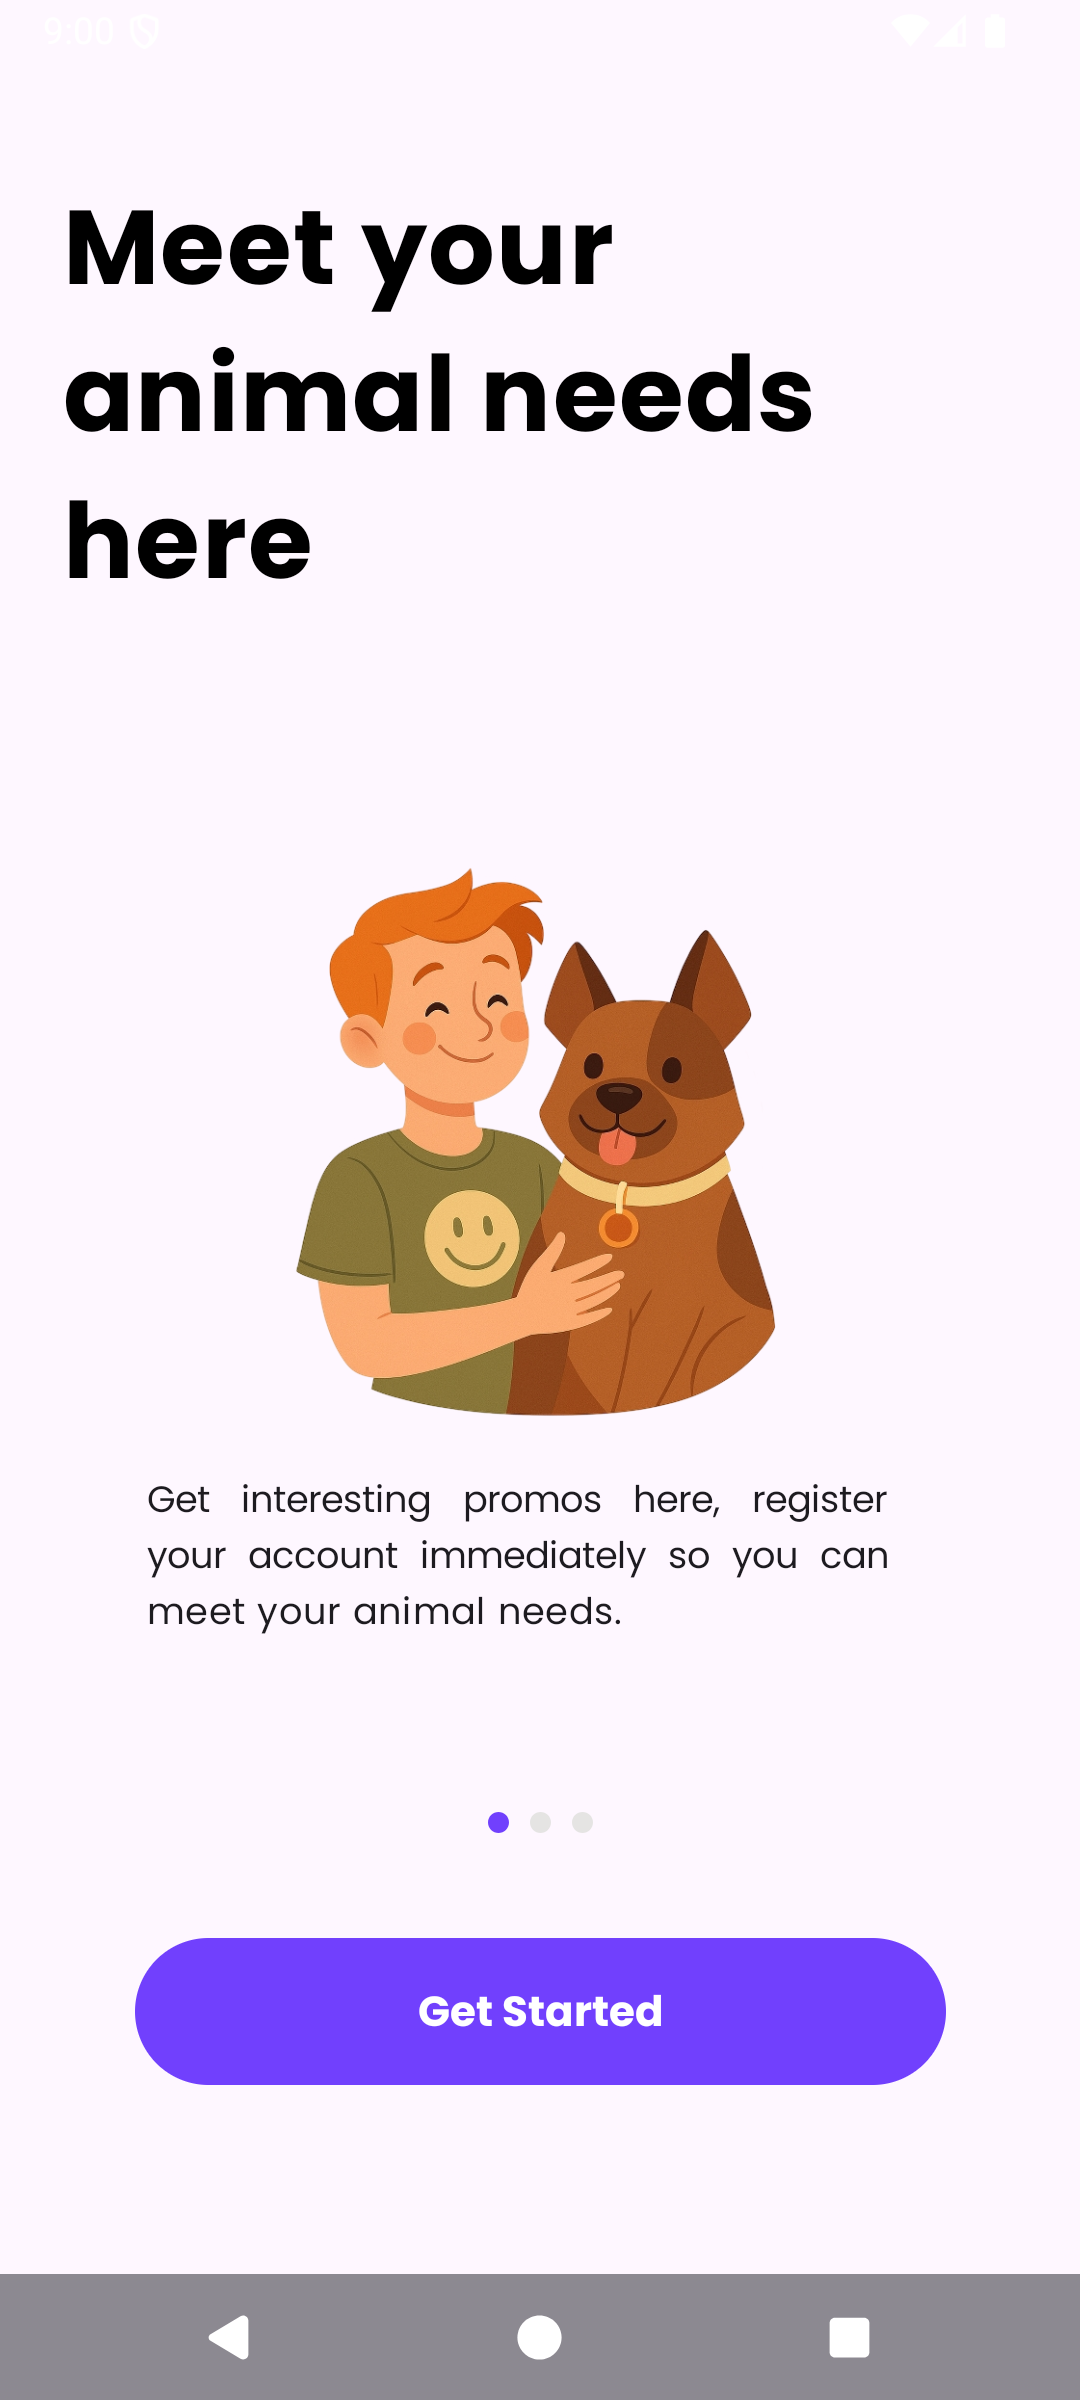 9:00
Meet your
animal needs
here
Get interesting promos here, register
your account immediately so you can
meet your animal needs.
Get Started